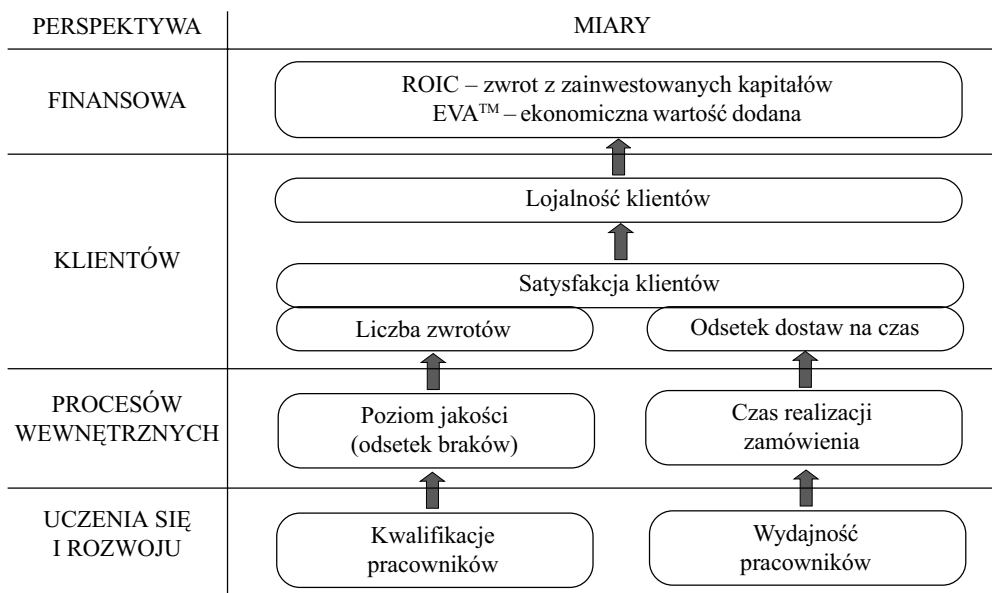 PERSPEKTYWA
MIARY
FINANSOWA
ROIC – zwrot z zainwestowanych kapitałów
EVA™ – ekonomiczna wartość dodana
KLIENTÓW
Lojalność klientów
Satysfakcja klientów
Liczba zwrotów
Odsetek dostaw na czas
PROCESÓW
WEWNĘTRZNYCH
Poziom jakości
(odsetek braków)
Czas realizacji
zamówienia
UCZENIA SIĘ
I ROZWOJU
Kwalifikacje
pracowników
Wydajność
pracowników